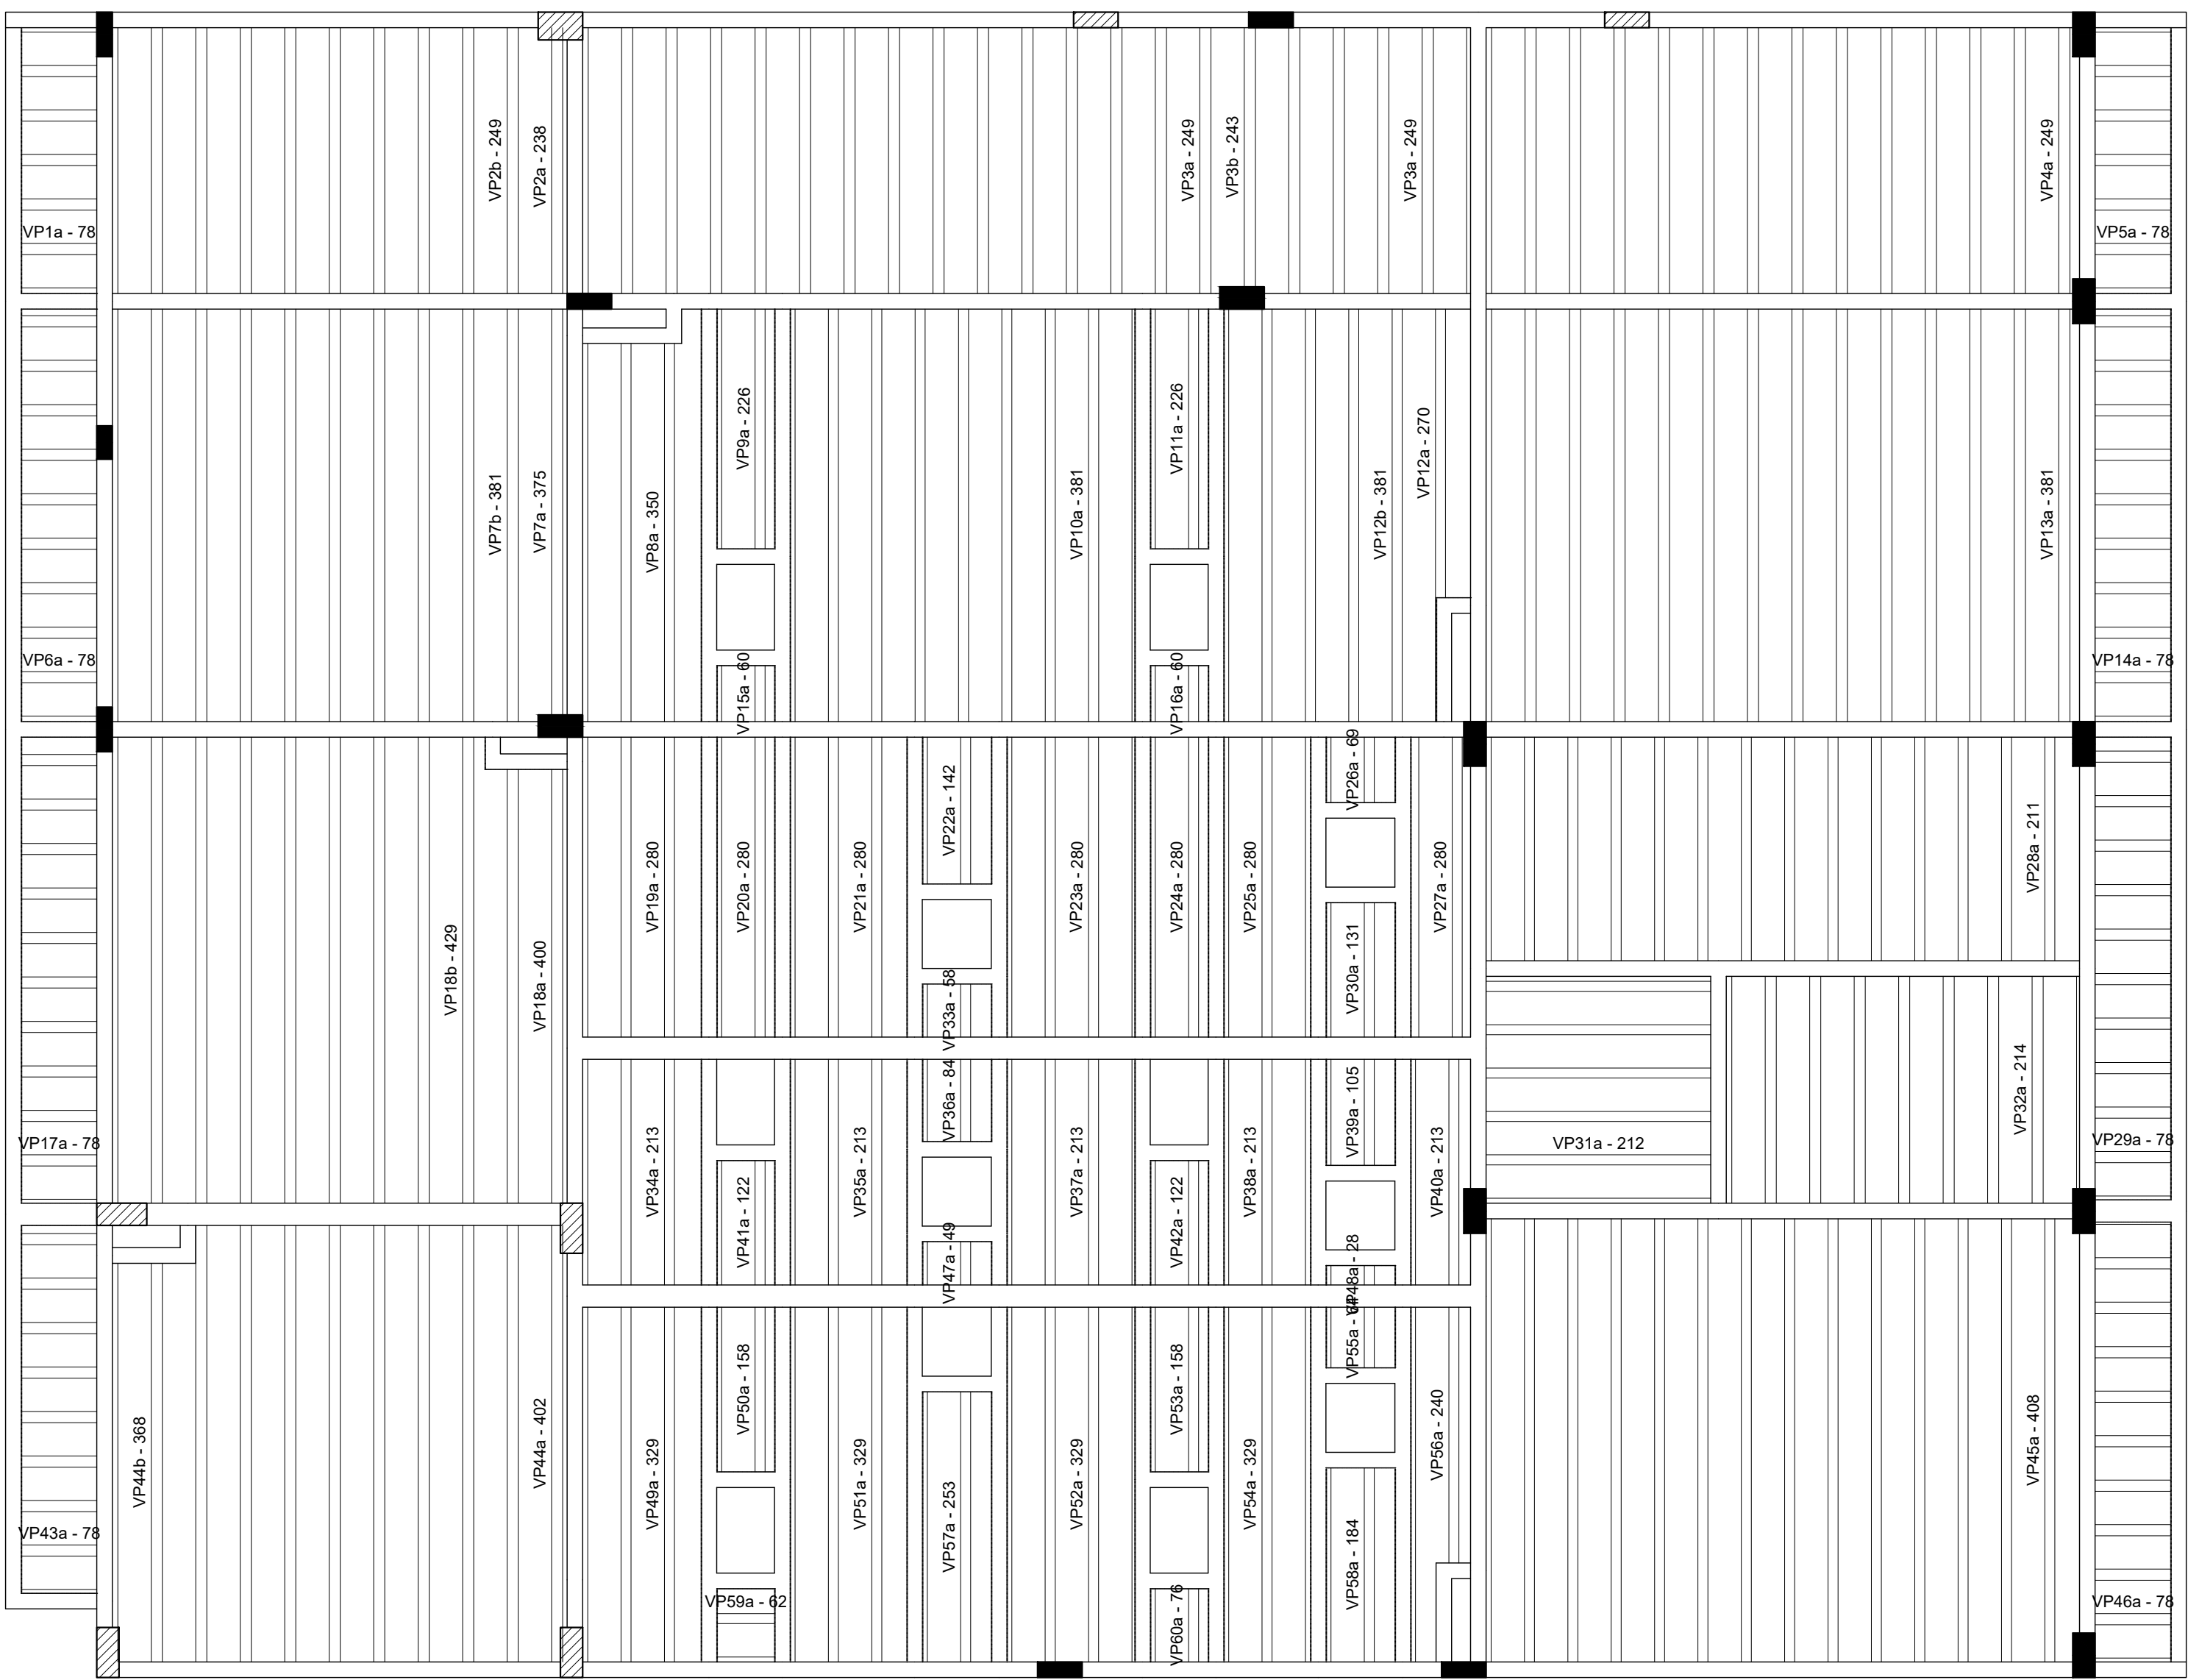 VP2b - 249
VP2a - 238
VP3a - 249
VP3b - 243
VP3a - 249
VP4a - 249
VP1a - 78
VP5a - 78
VP7b - 381
VP7a - 375
VP8a - 350
VP9a - 226
VP10a - 381
VP11a - 226
VP12b - 381
VP12a - 270
VP13a - 381
VP6a - 78
VP14a - 78
VP15a - 60
VP16a - 60
VP18b - 429
VP18a - 400
VP19a - 280
VP20a - 280
VP21a - 280
VP22a - 142
VP23a - 280
VP24a - 280
VP25a - 280
VP26a - 69
VP27a - 280
VP28a - 211
VP30a - 131
VP33a - 58
VP17a - 78
VP31a - 212
VP32a - 214
VP29a - 78
VP34a - 213
VP35a - 213
VP36a - 84
VP37a - 213
VP38a - 213
VP39a - 105
VP40a - 213
VP41a - 122
VP42a - 122
VP47a - 49
VP48a - 28
VP44b - 368
VP44a - 402
VP49a - 329
VP50a - 158
VP51a - 329
VP57a - 253
VP52a - 329
VP53a - 158
VP54a - 329
VP55a - 64
VP56a - 240
VP45a - 408
VP43a - 78
VP58a - 184
VP59a - 62
VP60a - 76
VP46a - 78